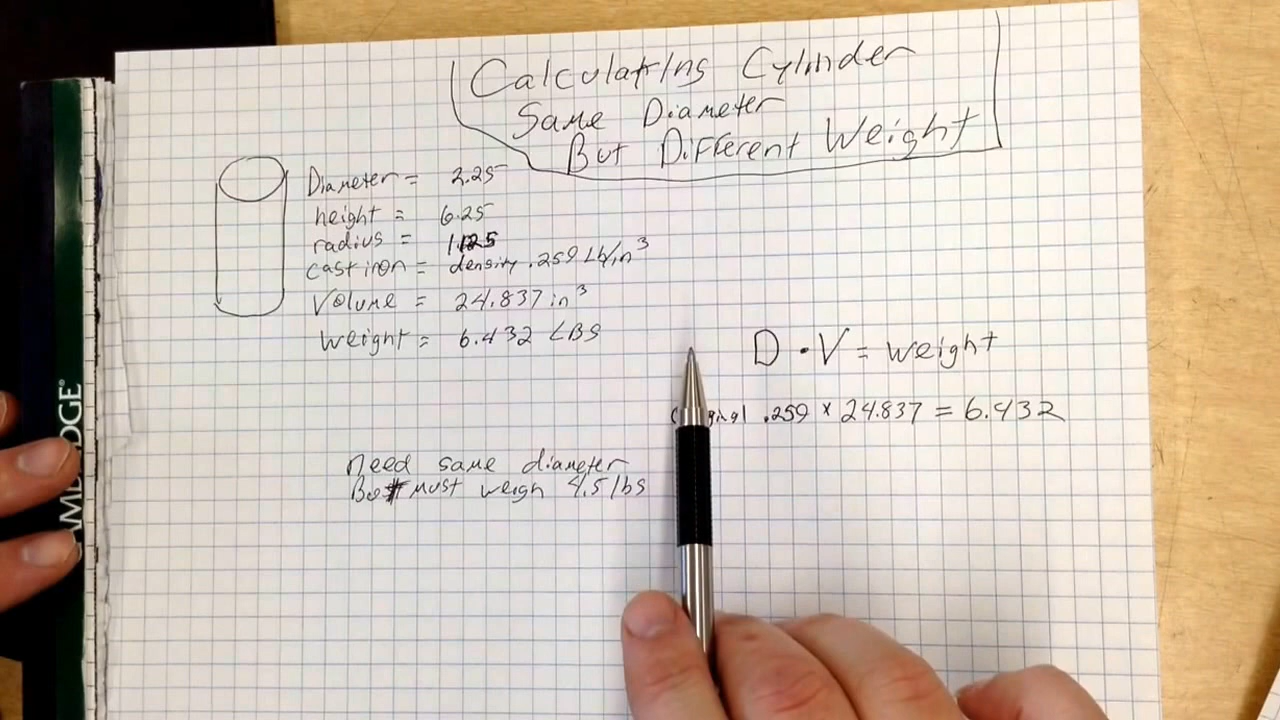 Calculating Cylinder
Same Diameter
But Different Weight
Diameter = 2.25
height = 6.25
radius = 1.125
cast iron = density .259 Lb/in³
Volume = 24.837 in³
weight = 6.432 LBS
D · V = weight
.259 × 24.837 = 6.432
need same diameter
But must weigh 4.5 lbs